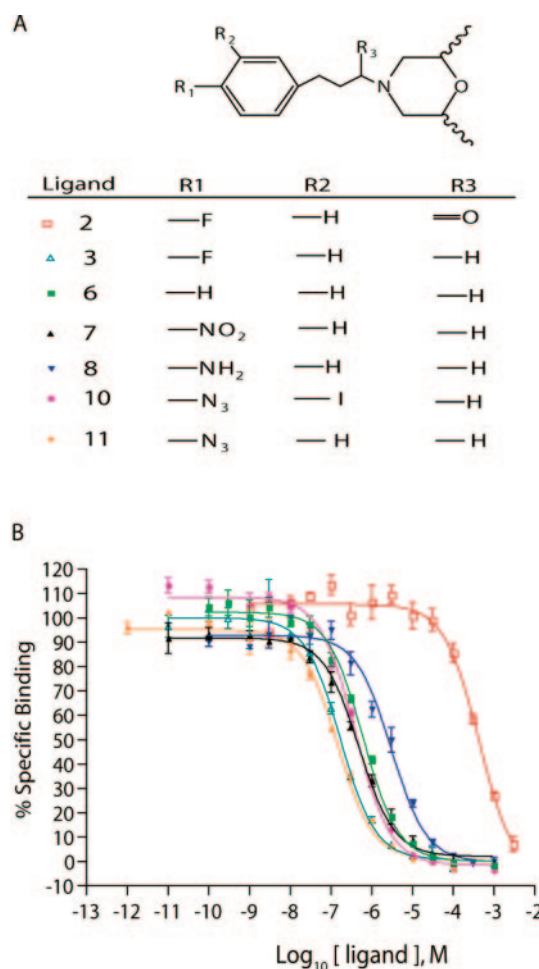 A
R2
R3
R1
N
O
Ligand R1 R2 R3
2 —F —H =O
3 —F —H —H
6 —H —H —H
7 —NO2 —H —H
8 —NH2 —H —H
10 —N3 —I —H
11 —N3 —H —H
B
120
110
100
90
80
70
60
50
40
30
20
10
0
-10
% Specific Binding
-13 -12 -11 -10 -9 -8 -7 -6 -5 -4 -3 -2
Log10 [ ligand ], M